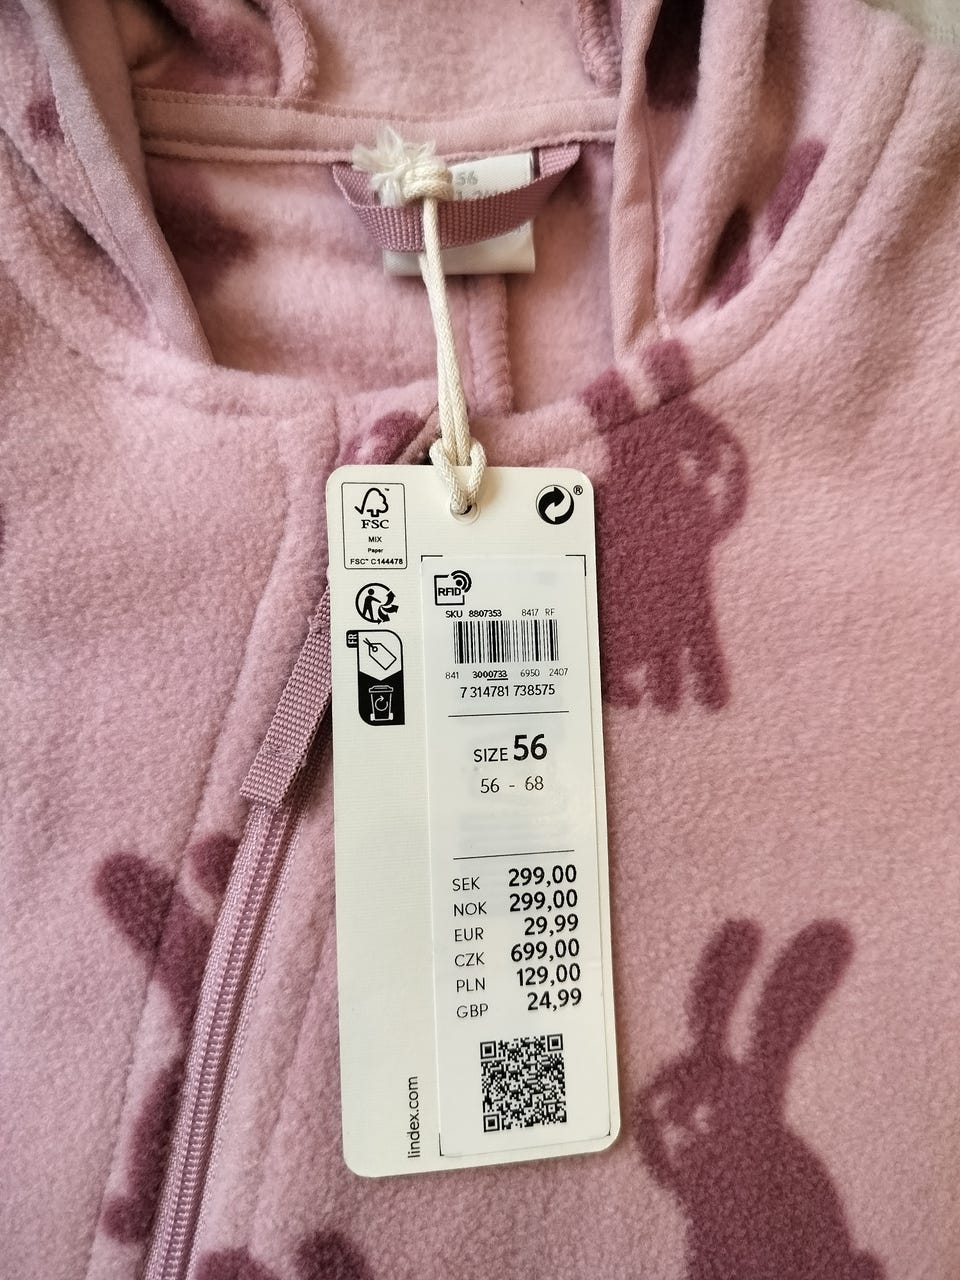 56
FSC
MIX
Paper
FSC™ C144478
®
FR
RFID
SKU 8807353 8417 RF
841 3000733 6950 2407
7 314781 738575
SIZE 56
56 - 68
SEK 299,00
NOK 299,00
EUR 29,99
CZK 699,00
PLN 129,00
GBP 24,99
lindex.com